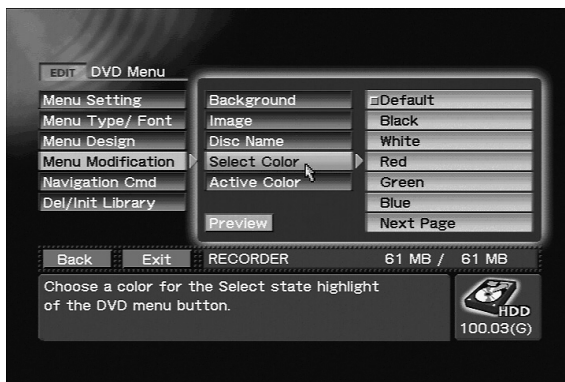 EDIT DVD Menu
Menu Setting
Menu Type/ Font
Menu Design
Menu Modification
Navigation Cmd
Del/Init Library
Background
Image
Disc Name
Select Color
Active Color
Preview
Default
Black
White
Red
Green
Blue
Next Page
Back Exit RECORDER 61 MB / 61 MB
Choose a color for the Select state highlight
of the DVD menu button.
HDD
100.03(G)